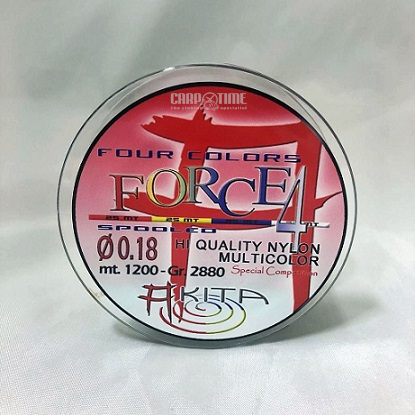 CARP TIME
FOUR COLORS
FORCE 4
25 MT 25 MT MT
SPOOLED
Ø 0.18 HI QUALITY NYLON
MULTICOLOR
mt. 1200 - Gr. 2880 Special Competition
AKITA